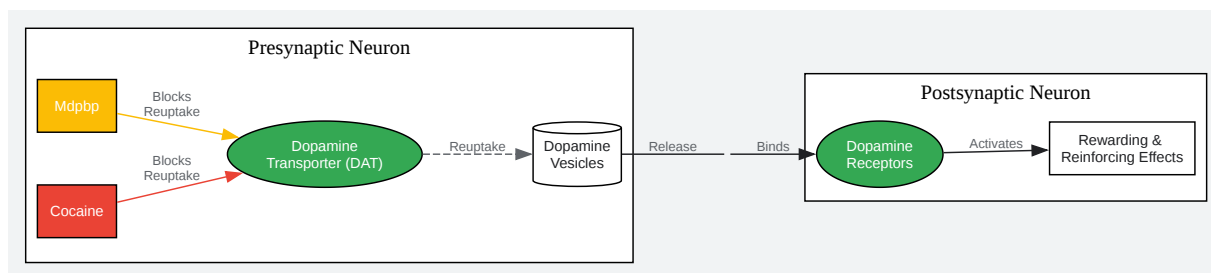 Presynaptic Neuron
Mdpbp
Blocks
Reuptake
Cocaine
Blocks
Reuptake
Dopamine
Transporter (DAT)
Reuptake
Dopamine
Vesicles
Release
Binds
Postsynaptic Neuron
Dopamine
Receptors
Activates
Rewarding &
Reinforcing Effects